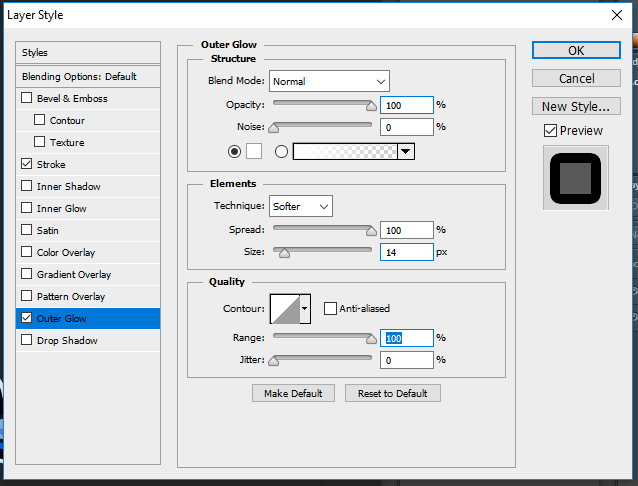 Layer Style
Styles
Blending Options: Default
Bevel & Emboss
Contour
Texture
Stroke
Inner Shadow
Inner Glow
Satin
Color Overlay
Gradient Overlay
Pattern Overlay
Outer Glow
Drop Shadow
Outer Glow
Structure
Blend Mode: Normal
Opacity: 100 %
Noise: 0 %
Elements
Technique: Softer
Spread: 100 %
Size: 14 px
Quality
Contour: Anti-aliased
Range: 100 %
Jitter: 0 %
Make Default Reset to Default
OK
Cancel
New Style...
Preview